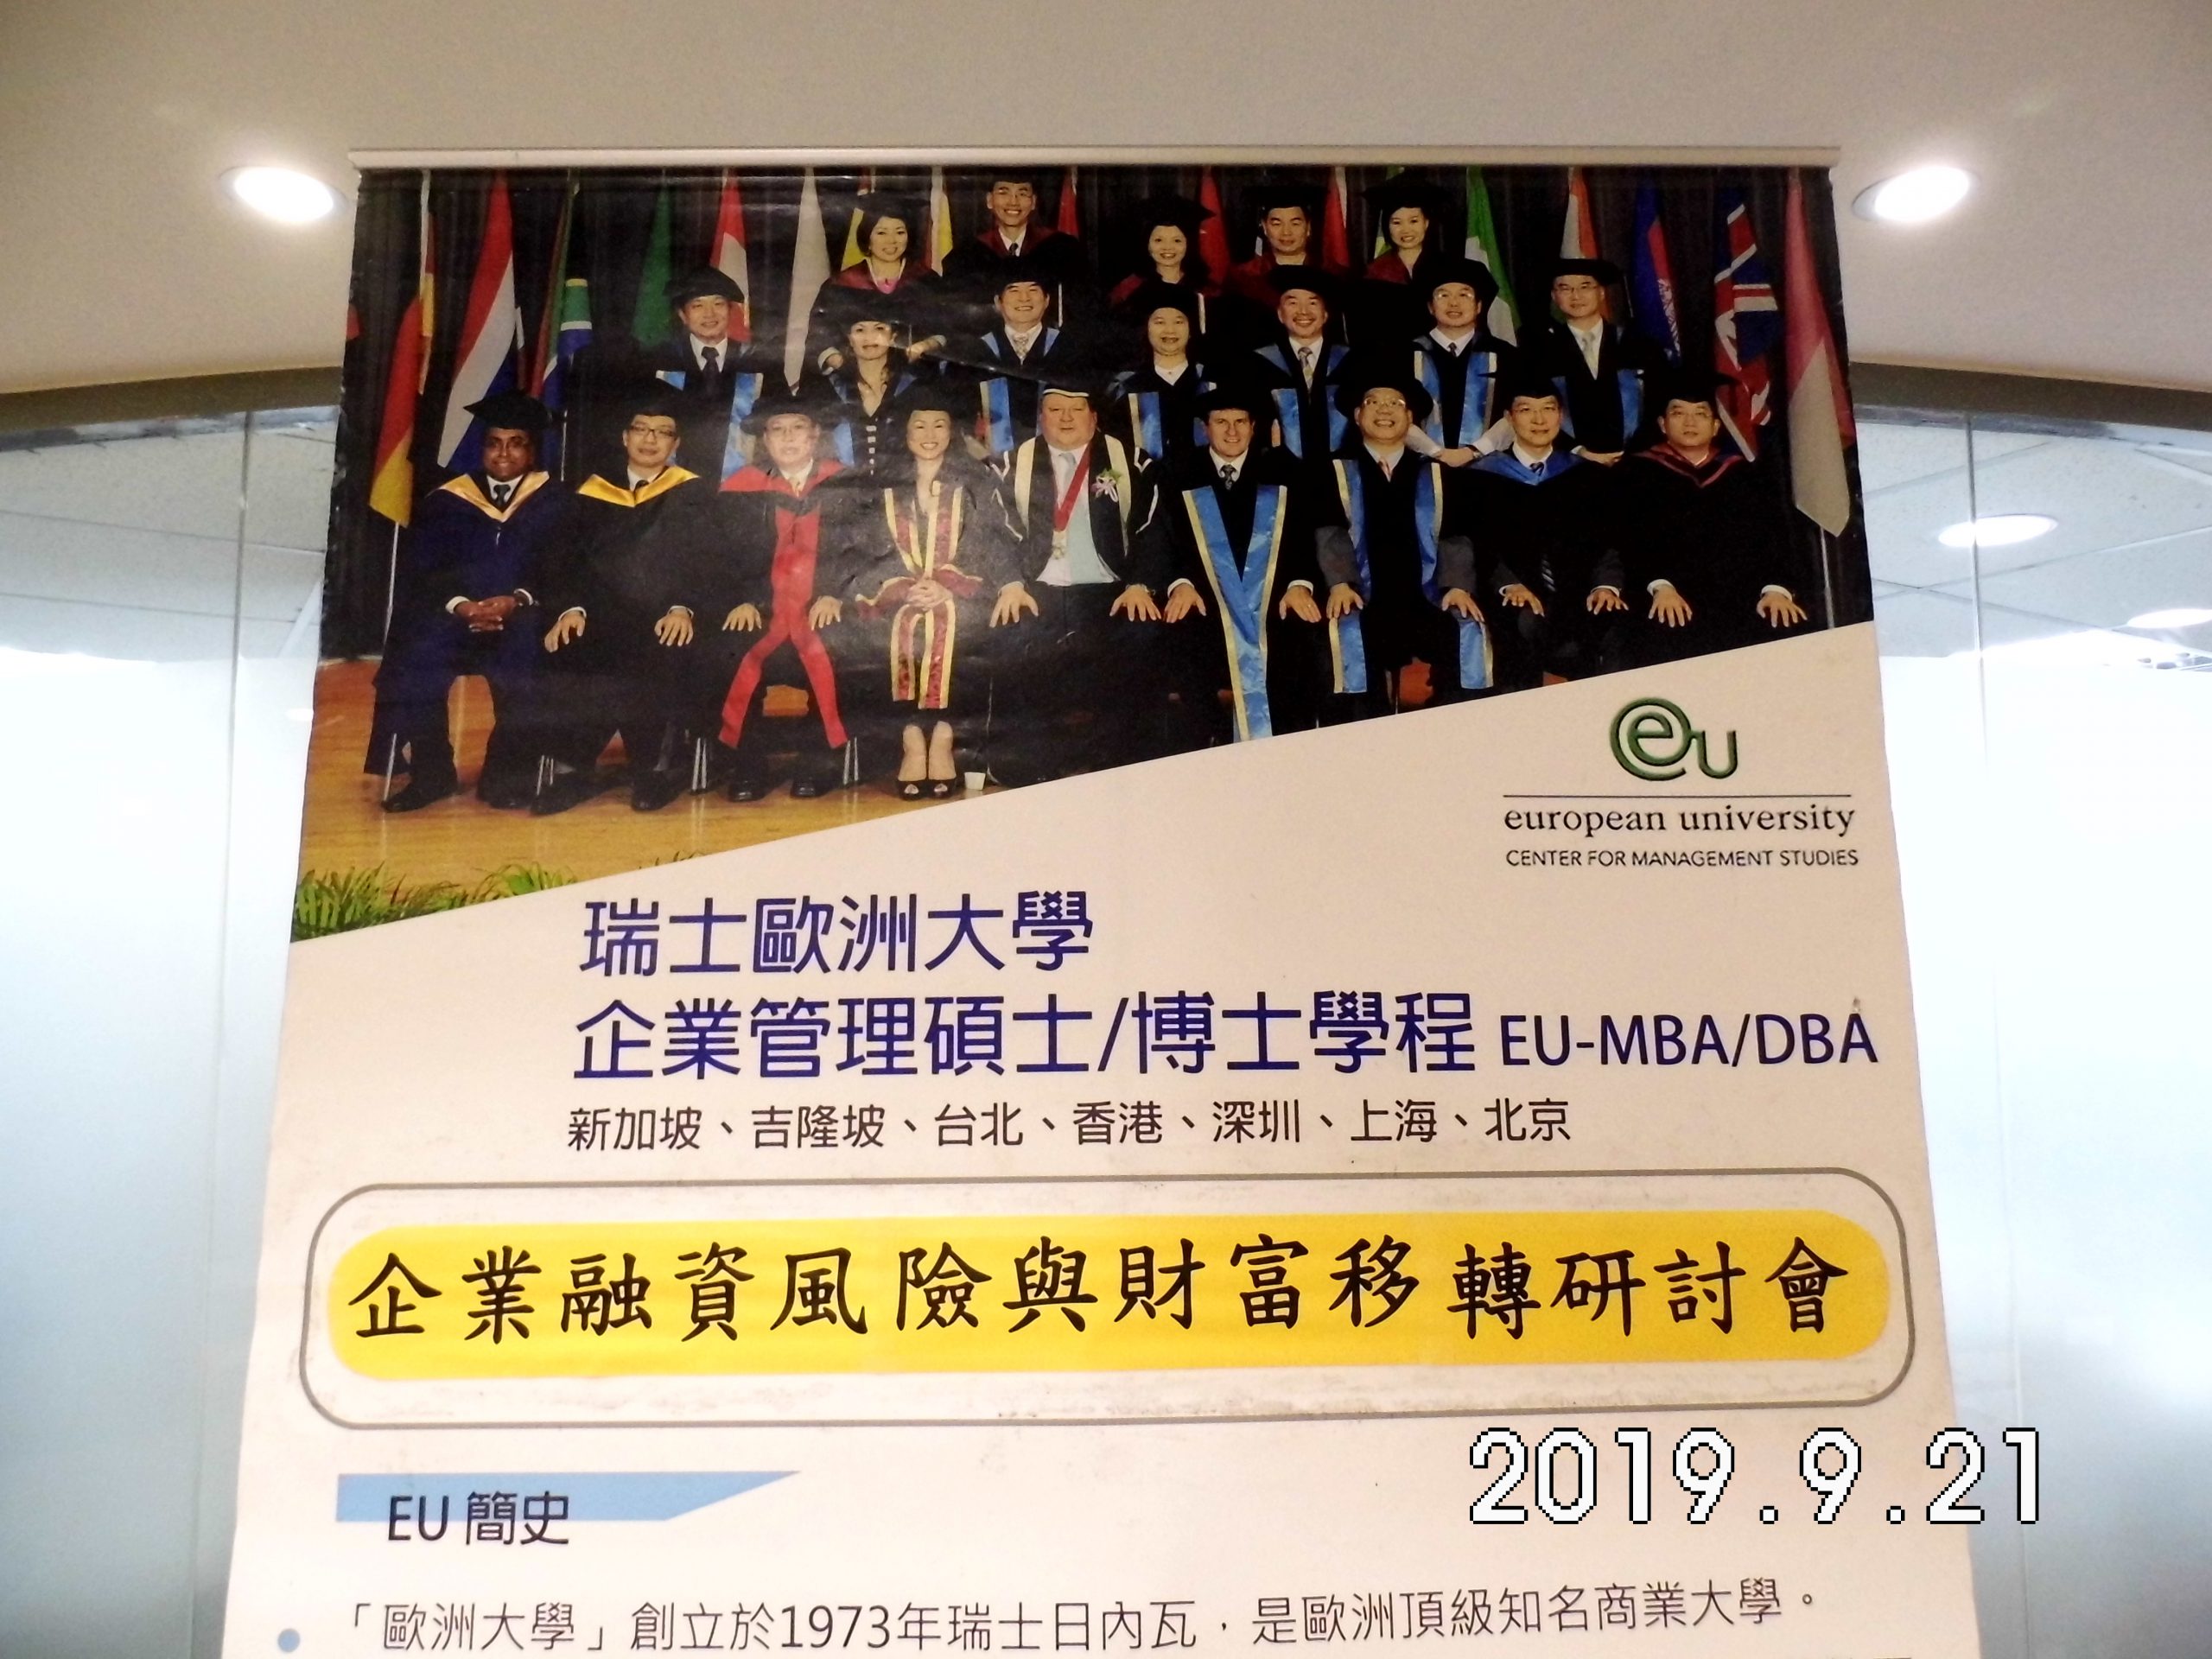 eu
european university
CENTER FOR MANAGEMENT STUDIES
瑞士歐洲大學
企業管理碩士/博士學程 EU-MBA/DBA
新加坡、吉隆坡、台北、香港、深圳、上海、北京
企業融資風險與財富移轉研討會
2019.9.21
EU 簡史
「歐洲大學」創立於1973年瑞士日內瓦，是歐洲頂級知名商業大學。